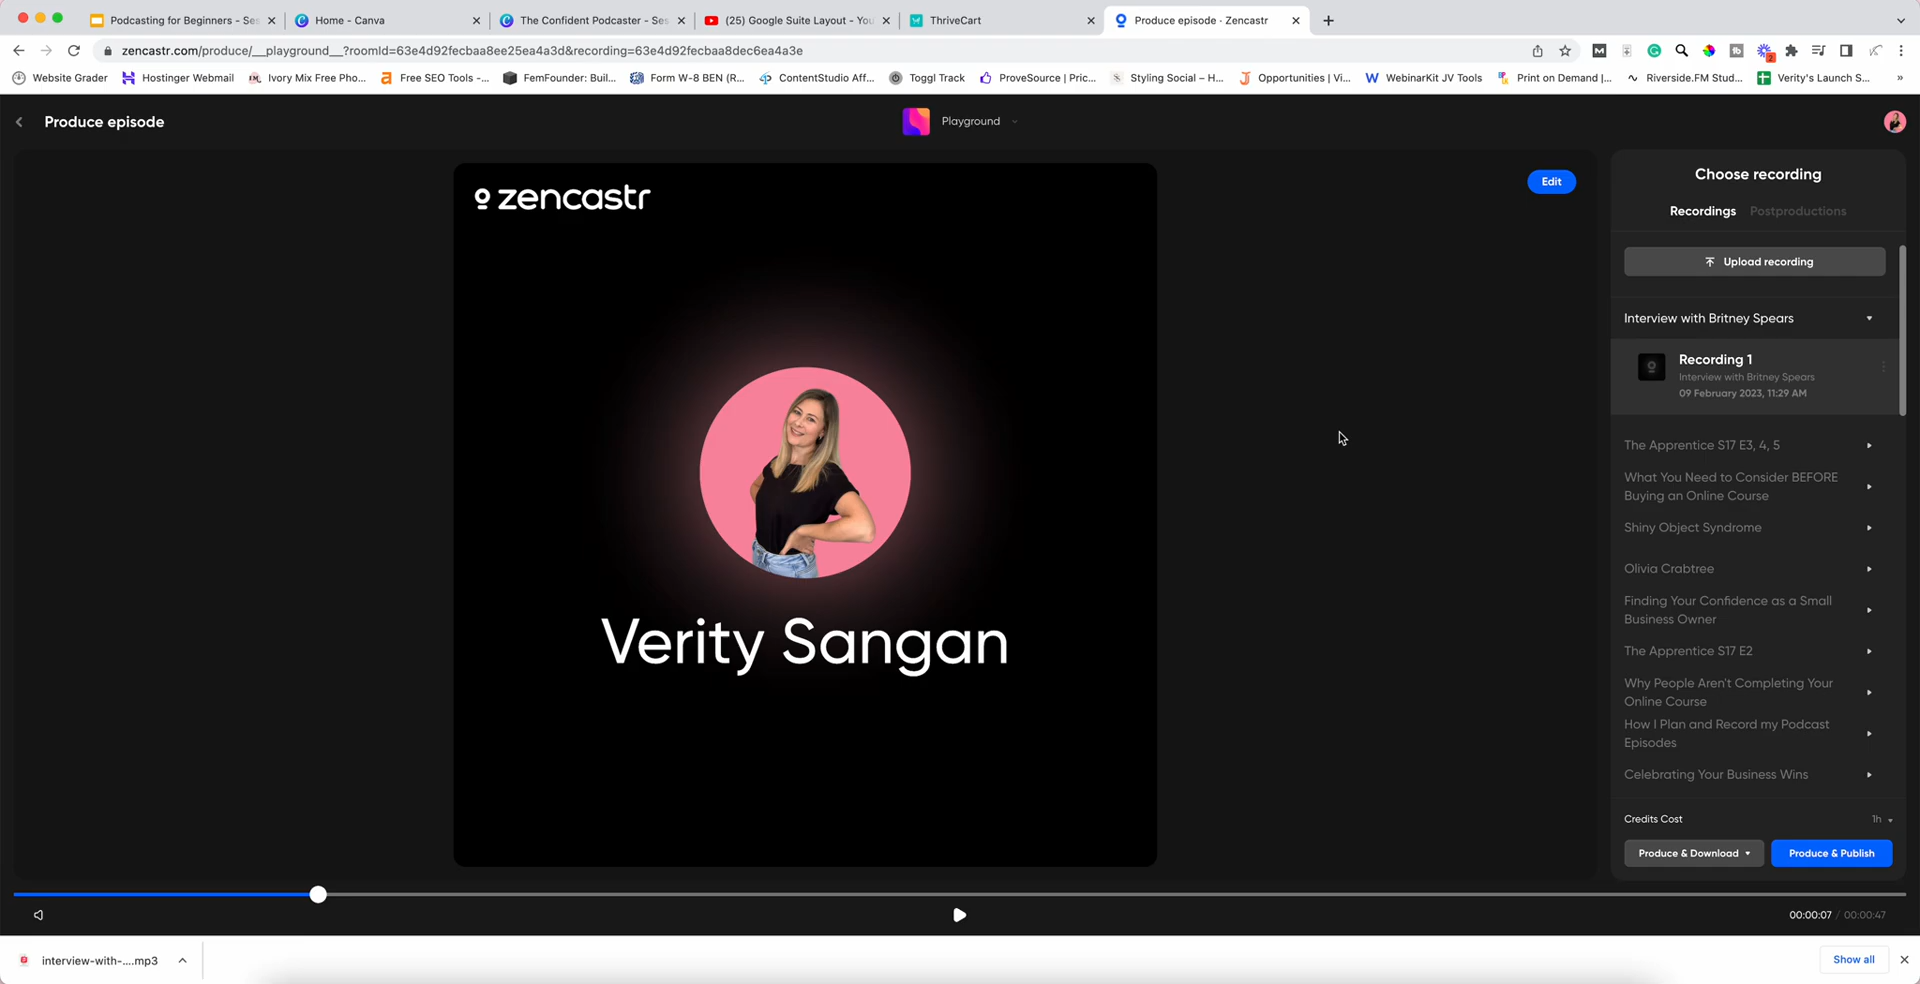 Podcasting for Beginners - Ses
Home - Canva
The Confident Podcaster - Ses
(25) Google Suite Layout - You
ThriveCart
Produce episode · Zencastr
zencastr.com/produce/__playground__?roomId=63e4d92fecbaa8ee25ea4a3d&recording=63e4d92fecbaa8dec6ea4a3e
Website Grader
Hostinger Webmail
Ivory Mix Free Pho...
Free SEO Tools -...
FemFounder: Buil...
Form W-8 BEN (R...
ContentStudio Aff...
Toggl Track
ProveSource | Pric...
Styling Social – H...
Opportunities | Vi...
WebinarKit JV Tools
Print on Demand |...
Riverside.FM Stud...
Verity's Launch S...
»
Produce episode
Playground
zencastr
Edit
Verity Sangan
Choose recording
Recordings
Postproductions
Upload recording
Interview with Britney Spears
Recording 1
Interview with Britney Spears
09 February 2023, 11:29 AM
The Apprentice S17 E3, 4, 5
What You Need to Consider BEFORE
Buying an Online Course
Shiny Object Syndrome
Olivia Crabtree
Finding Your Confidence as a Small
Business Owner
The Apprentice S17 E2
Why People Aren't Completing Your
Online Course
How I Plan and Record my Podcast
Episodes
Celebrating Your Business Wins
Credits Cost
1h
Produce & Download
Produce & Publish
00:00:07 / 00:00:47
interview-with-....mp3
Show all